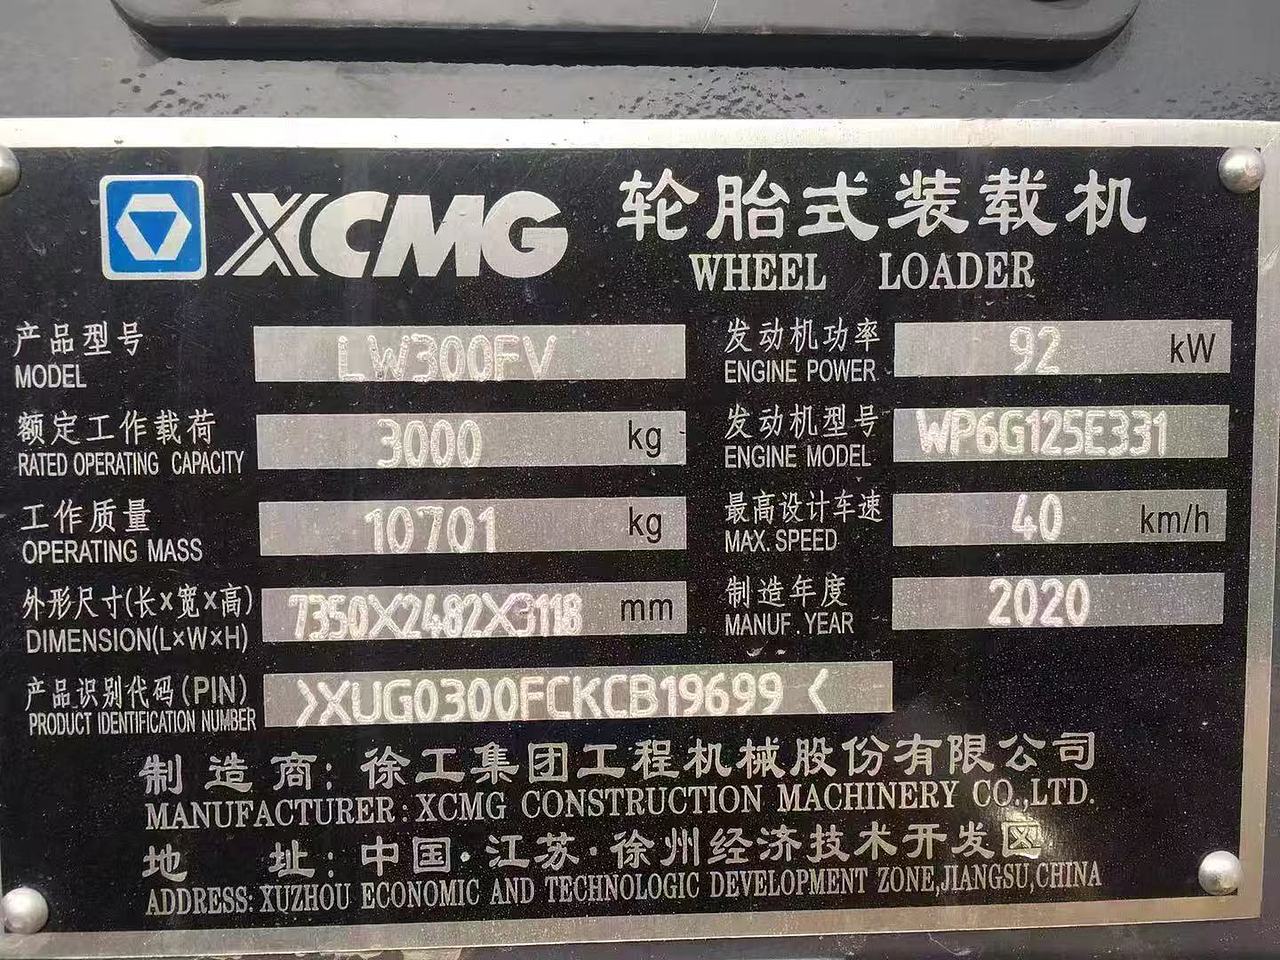 XCMG 轮胎式装载机
WHEEL LOADER
产品型号 LW300FV 发动机功率 92 kW
MODEL ENGINE POWER
额定工作载荷 3000 kg 发动机型号 WP6G125E331
RATED OPERATING CAPACITY ENGINE MODEL
工作质量 10701 kg 最高设计车速 40 km/h
OPERATING MASS MAX. SPEED
外形尺寸(长×宽×高) 7350X2482X3118 mm 制造年度 2020
DIMENSION(L×W×H) MANUF. YEAR
产品识别代码(PIN) >XUG0300FCKCB19699<
PRODUCT IDENTIFICATION NUMBER
制造商: 徐工集团工程机械股份有限公司
MANUFACTURER: XCMG CONSTRUCTION MACHINERY CO.,LTD.
地址: 中国·江苏·徐州经济技术开发区
ADDRESS: XUZHOU ECONOMIC AND TECHNOLOGIC DEVELOPMENT ZONE,JIANGSU,CHINA